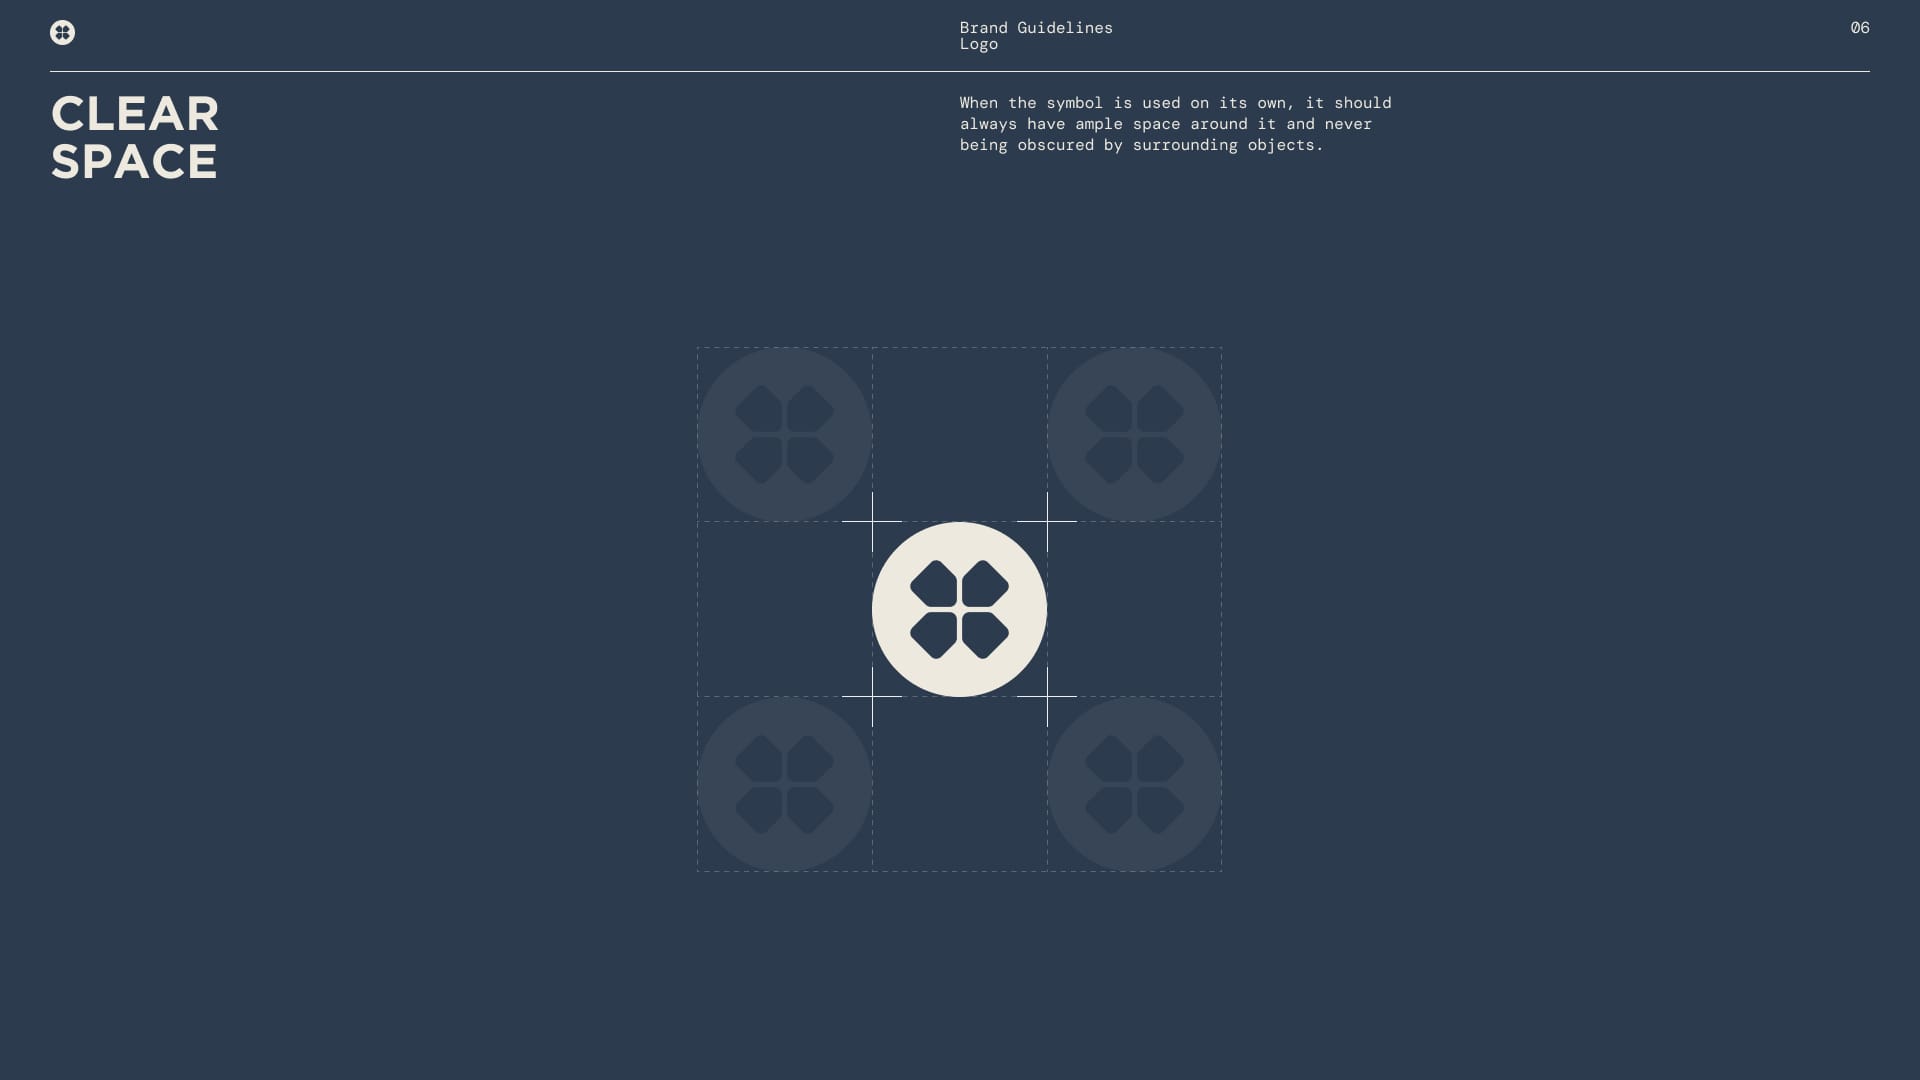 Brand Guidelines
Logo
06
CLEAR
SPACE
When the symbol is used on its own, it should
always have ample space around it and never
being obscured by surrounding objects.